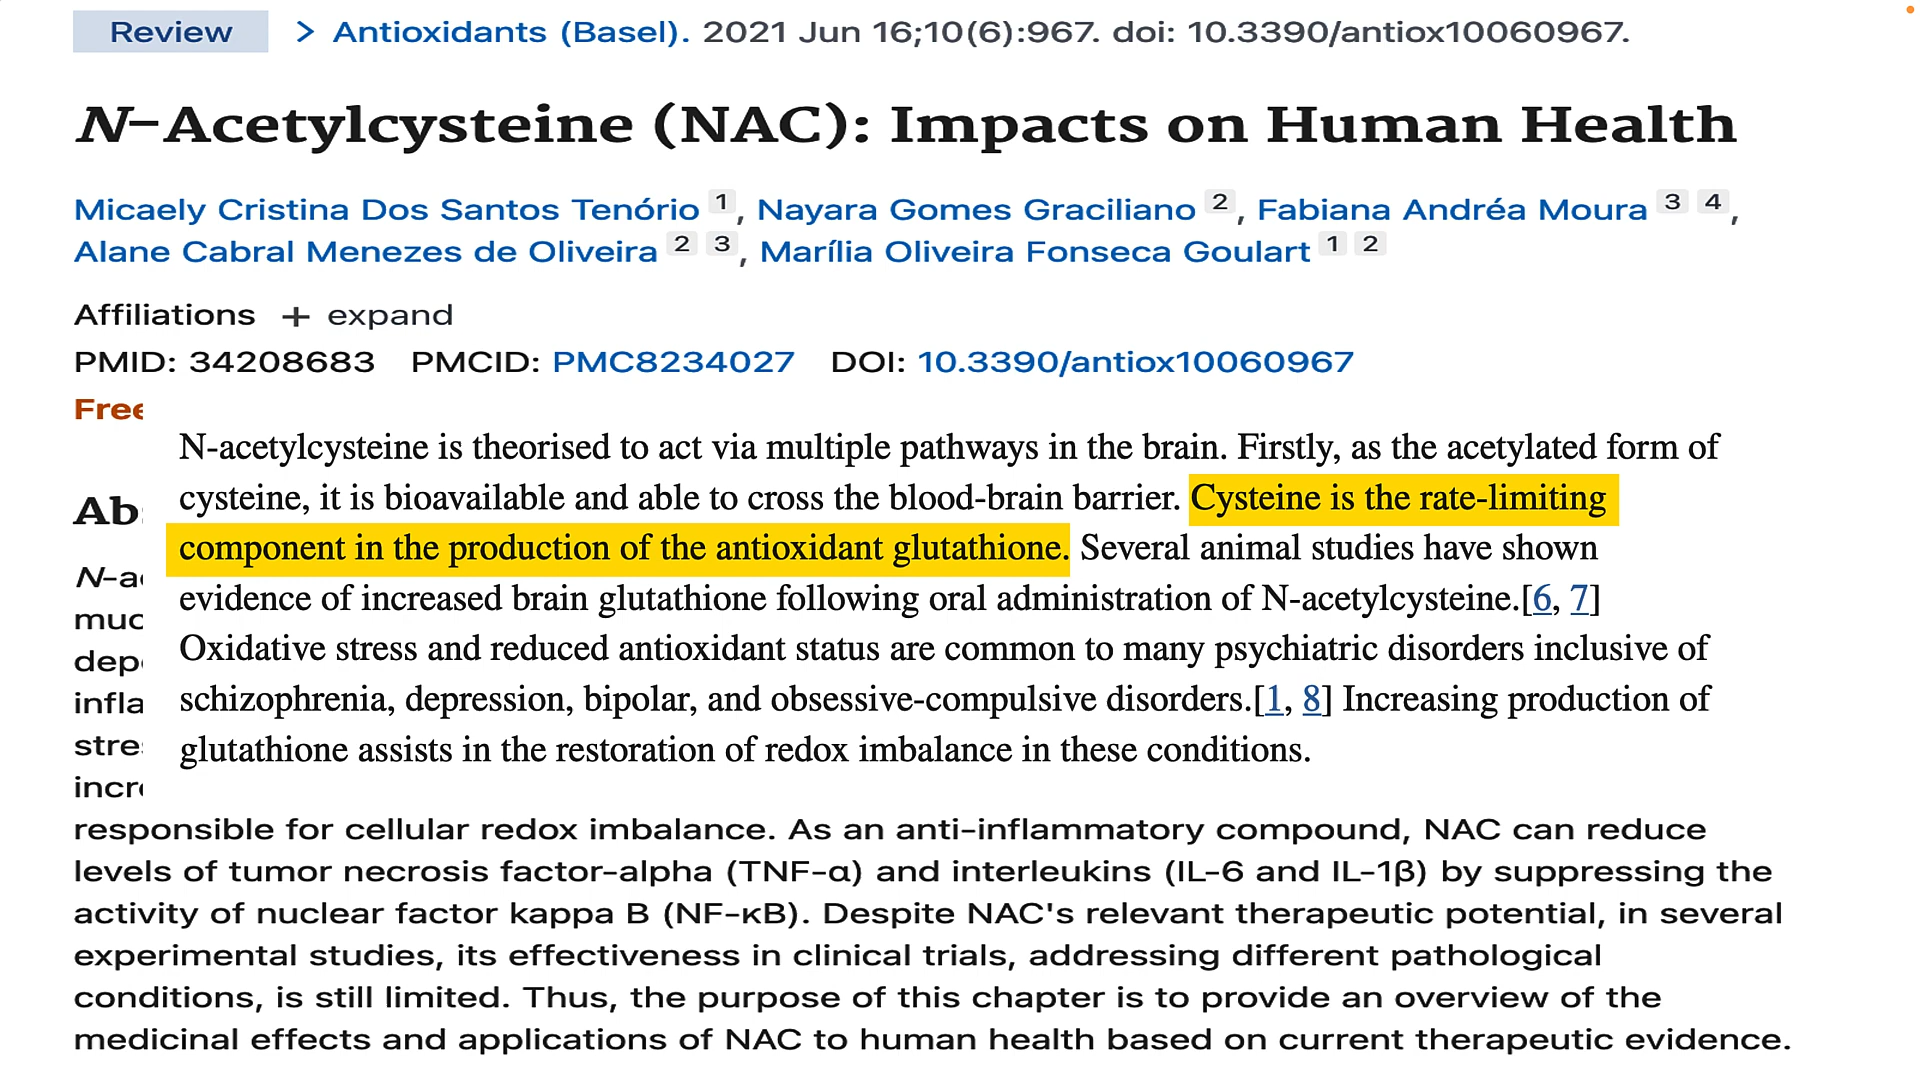 Review > Antioxidants (Basel). 2021 Jun 16;10(6):967. doi: 10.3390/antiox10060967.
N-Acetylcysteine (NAC): Impacts on Human Health
Micaely Cristina Dos Santos Tenório 1, Nayara Gomes Graciliano 2, Fabiana Andréa Moura 3 4,
Alane Cabral Menezes de Oliveira 2 3, Marília Oliveira Fonseca Goulart 1 2
Affiliations + expand
PMID: 34208683 PMCID: PMC8234027 DOI: 10.3390/antiox10060967
Free
N-acetylcysteine is theorised to act via multiple pathways in the brain. Firstly, as the acetylated form of
cysteine, it is bioavailable and able to cross the blood-brain barrier. Cysteine is the rate-limiting
component in the production of the antioxidant glutathione. Several animal studies have shown
evidence of increased brain glutathione following oral administration of N-acetylcysteine.[6, 7]
Oxidative stress and reduced antioxidant status are common to many psychiatric disorders inclusive of
schizophrenia, depression, bipolar, and obsessive-compulsive disorders.[1, 8] Increasing production of
glutathione assists in the restoration of redox imbalance in these conditions.
responsible for cellular redox imbalance. As an anti-inflammatory compound, NAC can reduce
levels of tumor necrosis factor-alpha (TNF-α) and interleukins (IL-6 and IL-1β) by suppressing the
activity of nuclear factor kappa B (NF-κB). Despite NAC's relevant therapeutic potential, in several
experimental studies, its effectiveness in clinical trials, addressing different pathological
conditions, is still limited. Thus, the purpose of this chapter is to provide an overview of the
medicinal effects and applications of NAC to human health based on current therapeutic evidence.